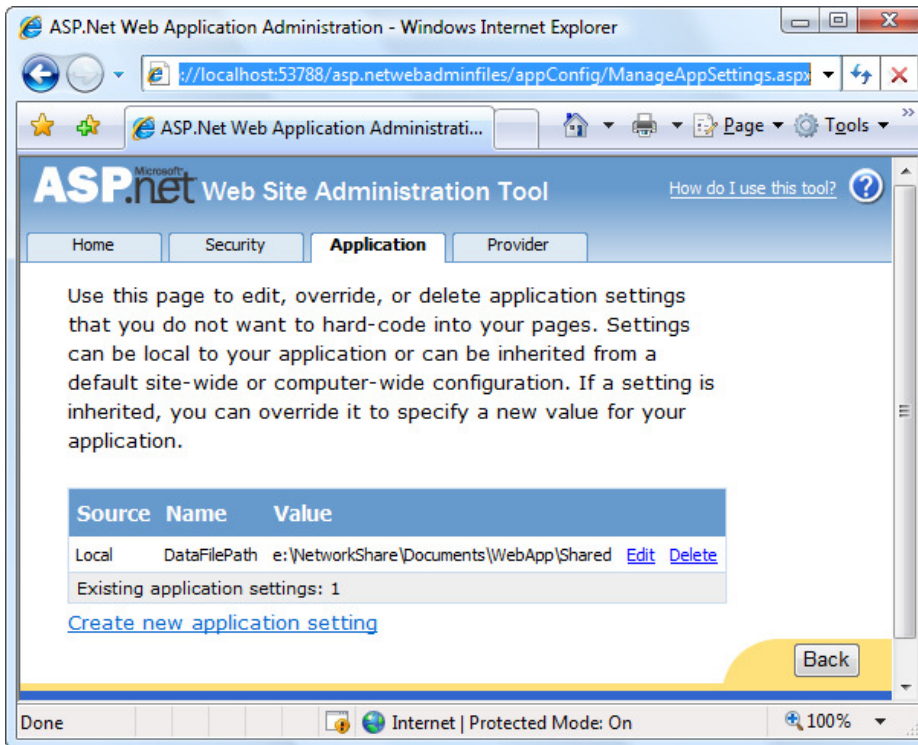 ASP.Net Web Application Administration - Windows Internet Explorer
://localhost:53788/asp.netwebadminfiles/appConfig/ManageAppSettings.aspx
ASP.Net Web Application Administrati... Page Tools »
Microsoft
ASP.net Web Site Administration Tool How do I use this tool? ?
Home Security Application Provider
Use this page to edit, override, or delete application settings
that you do not want to hard-code into your pages. Settings
can be local to your application or can be inherited from a
default site-wide or computer-wide configuration. If a setting is
inherited, you can override it to specify a new value for your
application.
Source Name Value
Local DataFilePath e:\NetworkShare\Documents\WebApp\Shared Edit Delete
Existing application settings: 1
Create new application setting
Back
Done Internet | Protected Mode: On 100%